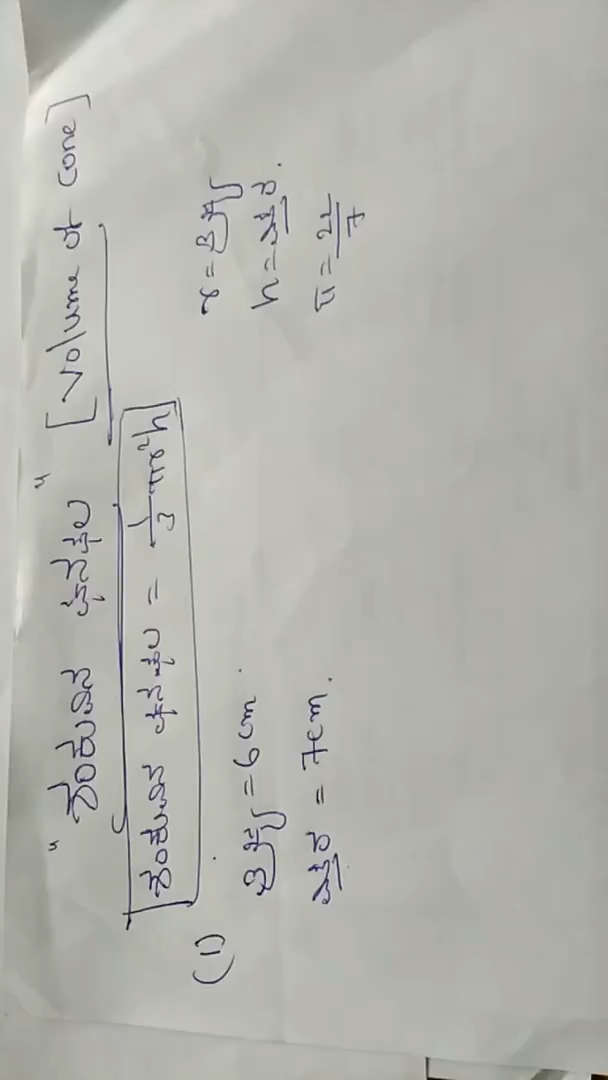 "ಶಂಕುವಿನ ಘನಫಲ" [Volume of Cone]
ಶಂಕುವಿನ ಘನಫಲ = 1/3 πr²h
r = ತ್ರಿಜ್ಯ
h = ಎತ್ತರ.
π = 22/7
(1) ತ್ರಿಜ್ಯ = 6cm.
ಎತ್ತರ = 7cm.